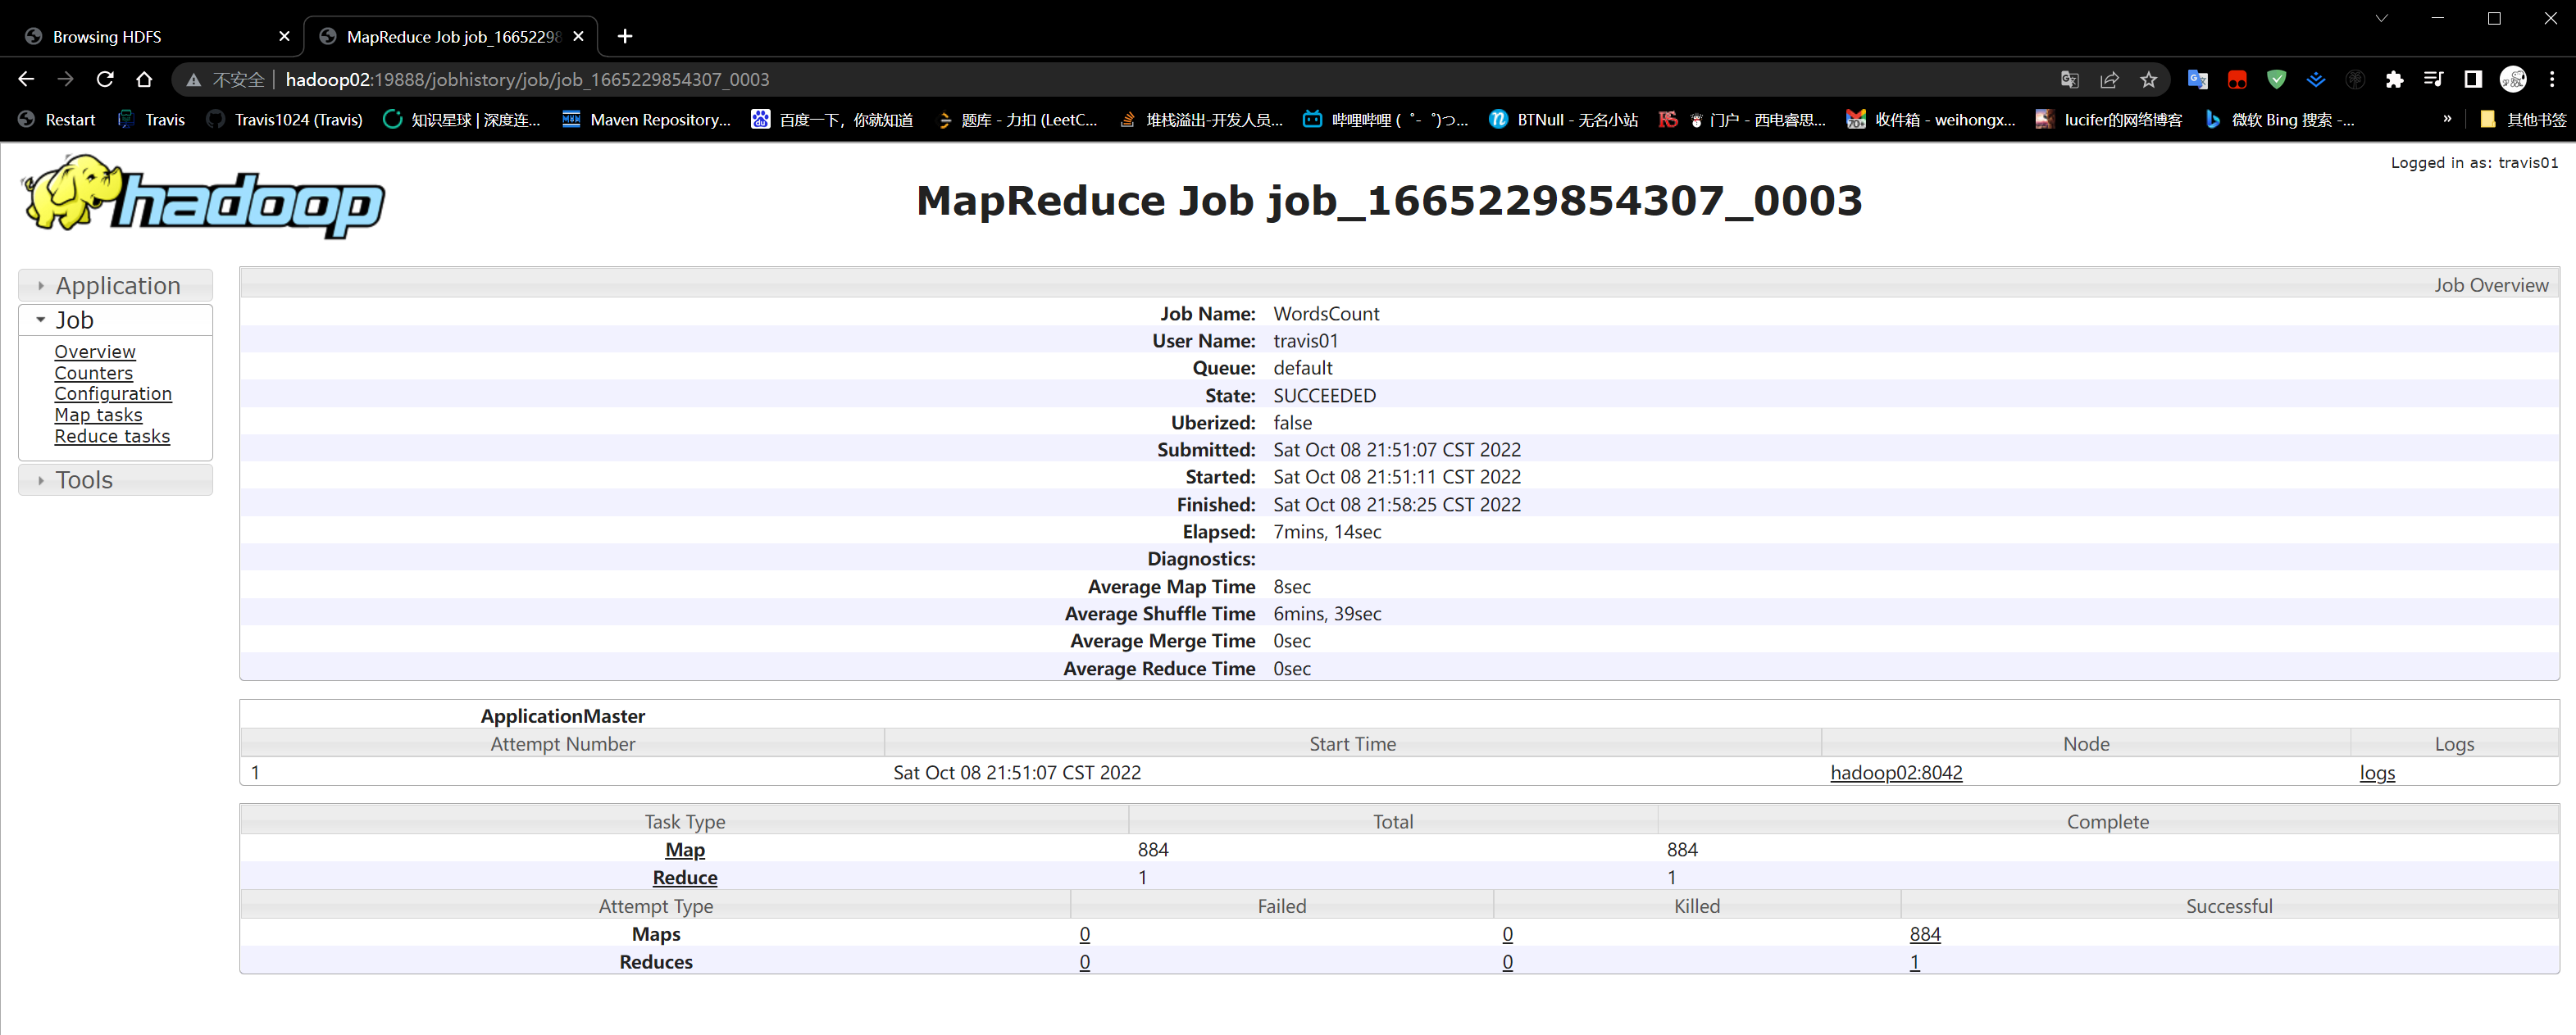 Browsing HDFS
MapReduce Job job_16652298
不安全 hadoop02:19888/jobhistory/job/job_1665229854307_0003
Restart Travis Travis1024 (Travis) 知识星球 | 深度连... Maven Repository... 百度一下，你就知道 题库 - 力扣 (LeetC... 堆栈溢出-开发人员... 哔哩哔哩 (゜-゜)つ... BTNull - 无名小站 门户 - 西电睿思... 收件箱 - weihongx... lucifer的网络博客 微软 Bing 搜索 -... » 其他书签
Logged in as: travis01
hadoop
MapReduce Job job_1665229854307_0003
Application
Job
Overview
Counters
Configuration
Map tasks
Reduce tasks
Tools
Job Overview
Job Name: WordsCount
User Name: travis01
Queue: default
State: SUCCEEDED
Uberized: false
Submitted: Sat Oct 08 21:51:07 CST 2022
Started: Sat Oct 08 21:51:11 CST 2022
Finished: Sat Oct 08 21:58:25 CST 2022
Elapsed: 7mins, 14sec
Diagnostics:
Average Map Time 8sec
Average Shuffle Time 6mins, 39sec
Average Merge Time 0sec
Average Reduce Time 0sec
ApplicationMaster
Attempt Number Start Time Node Logs
1 Sat Oct 08 21:51:07 CST 2022 hadoop02:8042 logs
Task Type Total Complete
Map 884 884
Reduce 1 1
Attempt Type Failed Killed Successful
Maps 0 0 884
Reduces 0 0 1